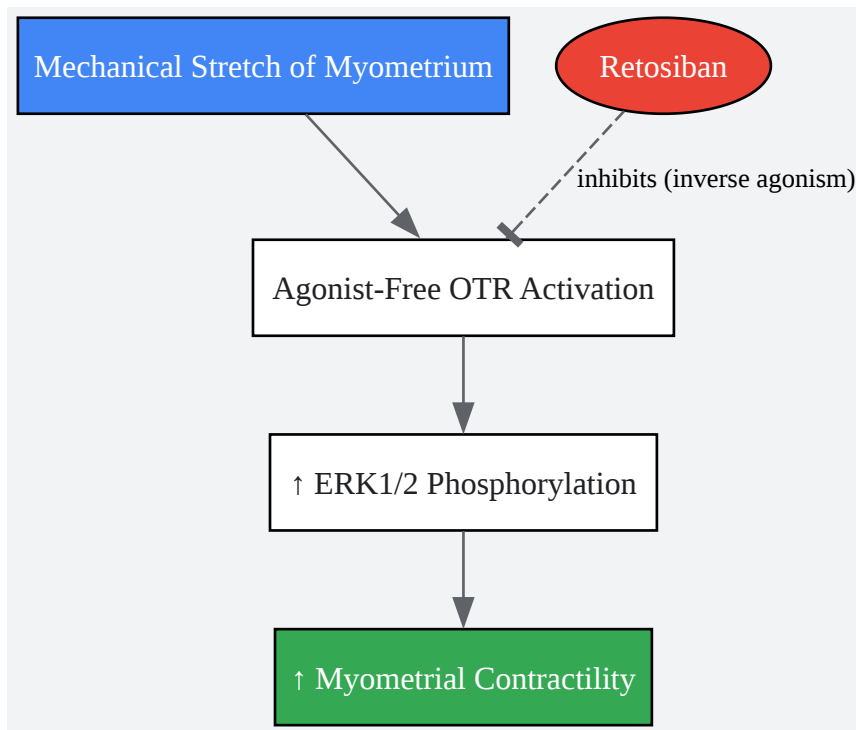 Mechanical Stretch of Myometrium
Retosiban
inhibits (inverse agonism)
Agonist-Free OTR Activation
↑ ERK1/2 Phosphorylation
↑ Myometrial Contractility